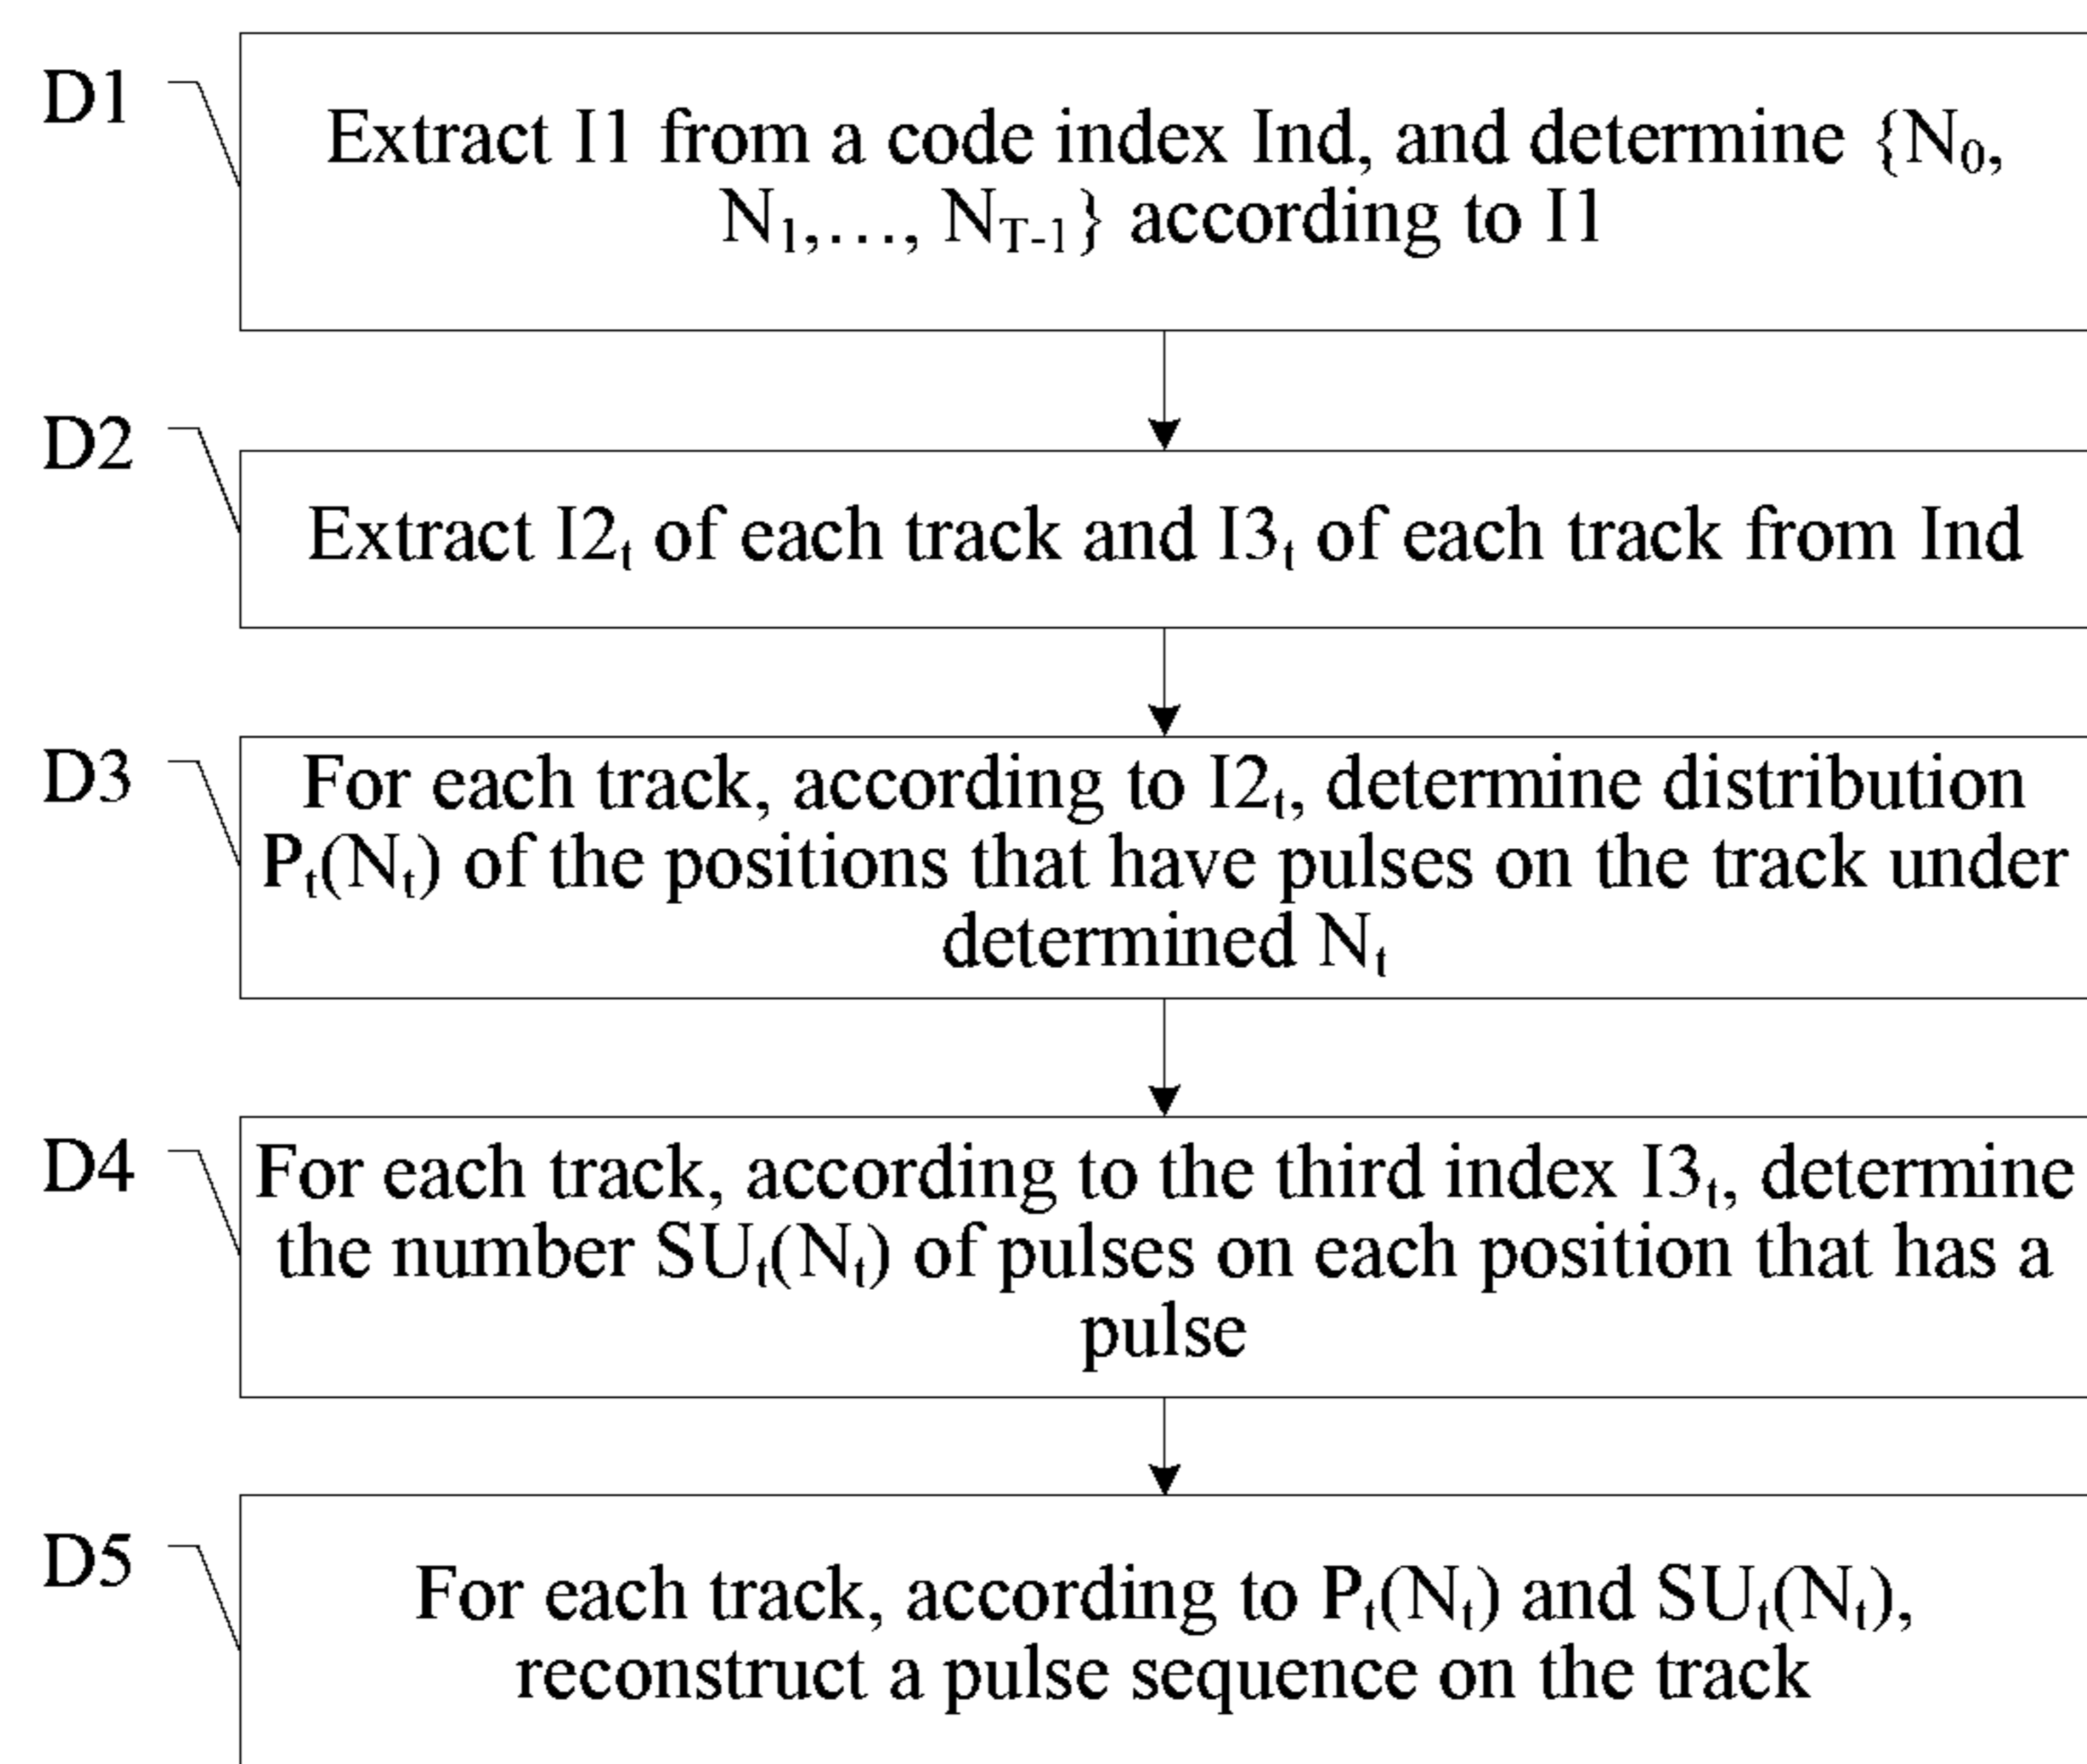 D1
Extract I1 from a code index Ind, and determine {N₀,
N₁,…, N_T-1} according to I1
D2
Extract I2ₜ of each track and I3ₜ of each track from Ind
D3
For each track, according to I2ₜ, determine distribution
Pₜ(Nₜ) of the positions that have pulses on the track under
determined Nₜ
D4
For each track, according to the third index I3ₜ, determine
the number SUₜ(Nₜ) of pulses on each position that has a
pulse
D5
For each track, according to Pₜ(Nₜ) and SUₜ(Nₜ),
reconstruct a pulse sequence on the track